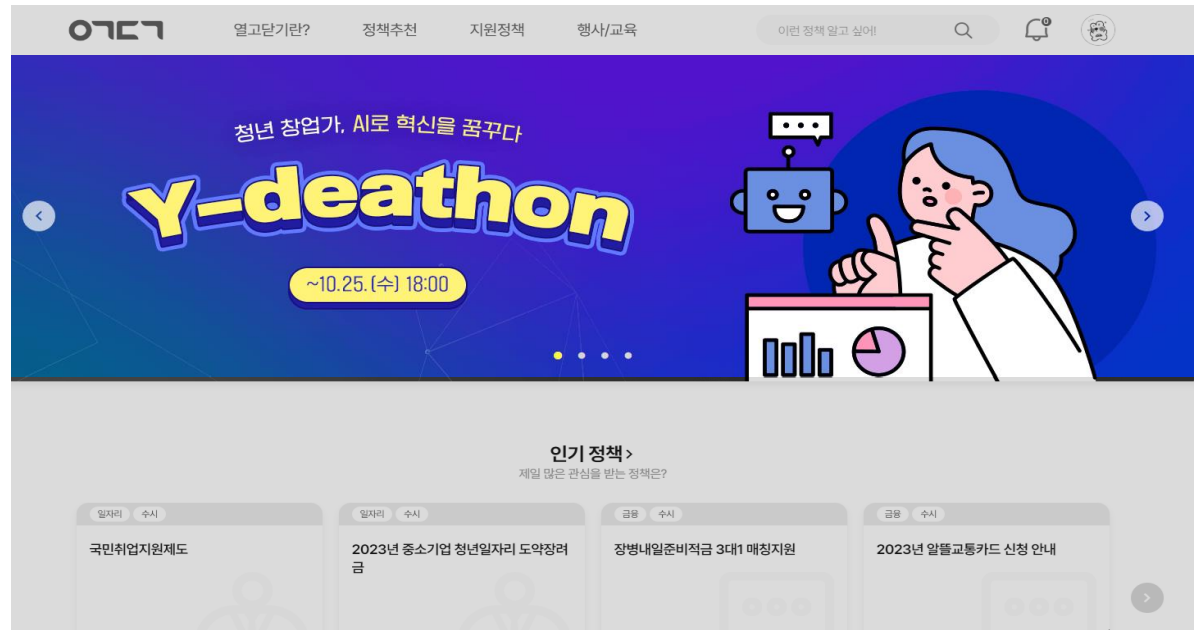 ㅇㄱㄷㄱ
열고닫기란?
정책추천
지원정책
행사/교육
이런 정책 알고 싶어!
0
청년 창업가, AI로 혁신을 꿈꾸다
Y-deathon
~10.25.(수) 18:00
인기 정책 >
제일 많은 관심을 받는 정책은?
일자리 수시
국민취업지원제도
일자리 수시
2023년 중소기업 청년일자리 도약장려
금
금융 수시
장병내일준비적금 3대1 매칭지원
금융 수시
2023년 알뜰교통카드 신청 안내